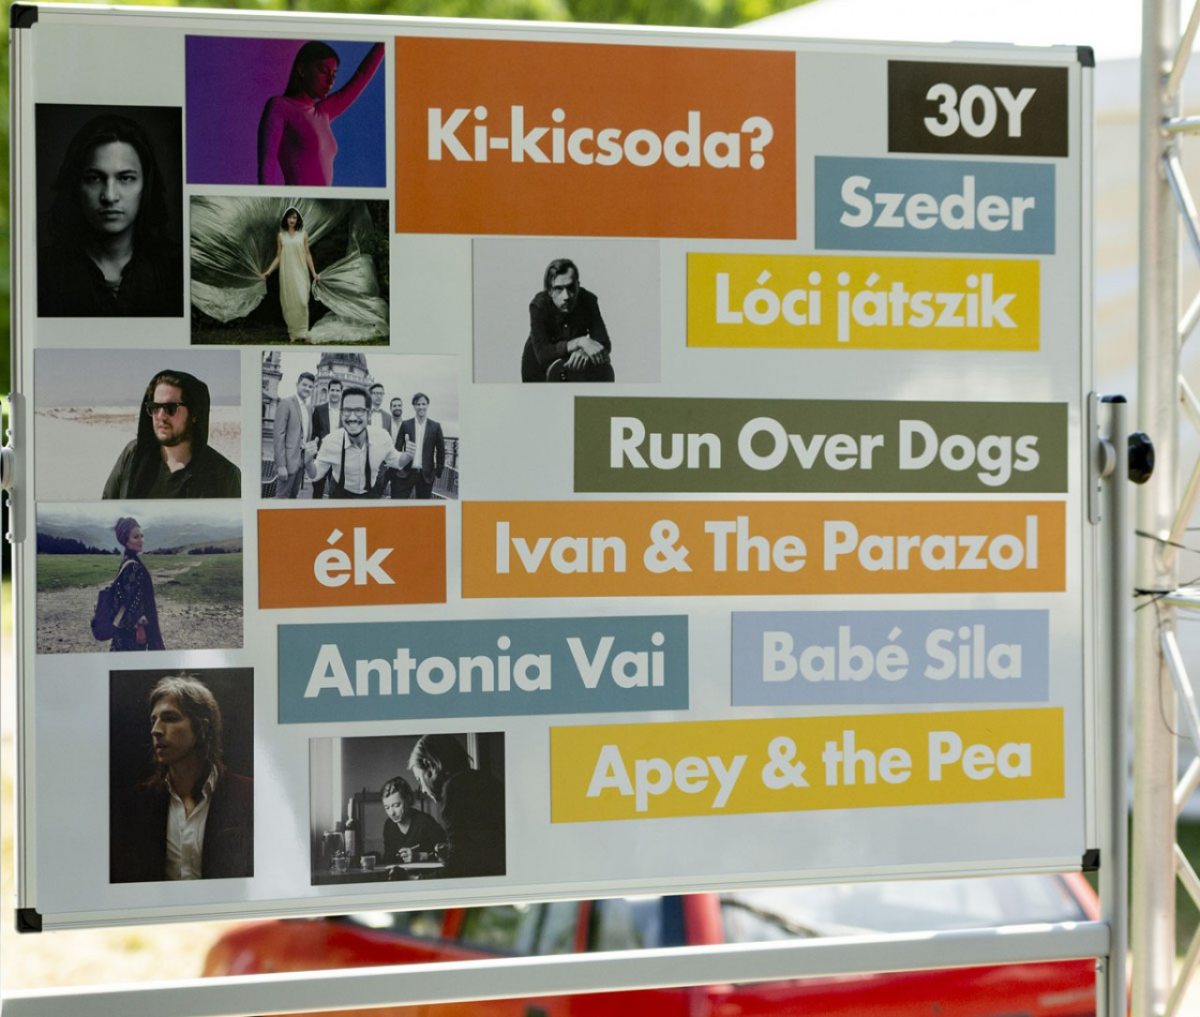 Ki-kicsoda?
30Y
Szeder
Lóci játszik
Run Over Dogs
ék
Ivan & The Parazol
Antonia Vai
Babé Sila
Apey & the Pea